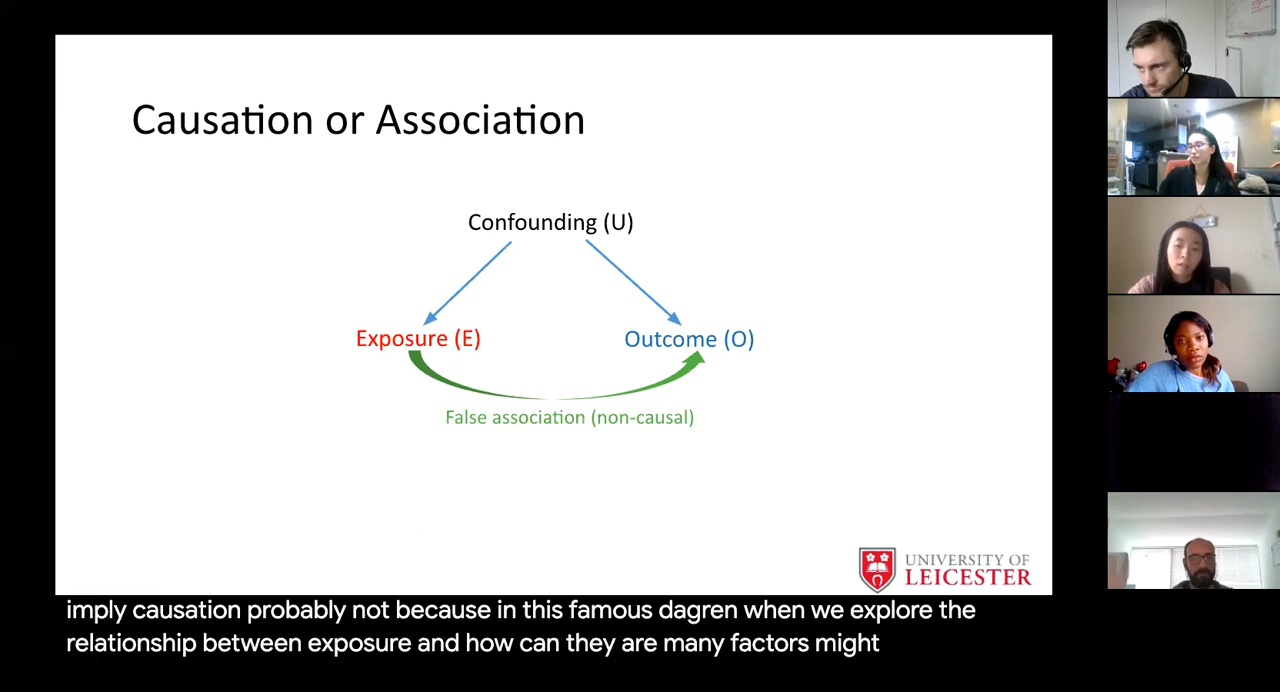 Causation or Association
Confounding (U)
Exposure (E)
Outcome (O)
False association (non-causal)
UNIVERSITY OF
LEICESTER
imply causation probably not because in this famous dagren when we explore the
relationship between exposure and how can they are many factors might